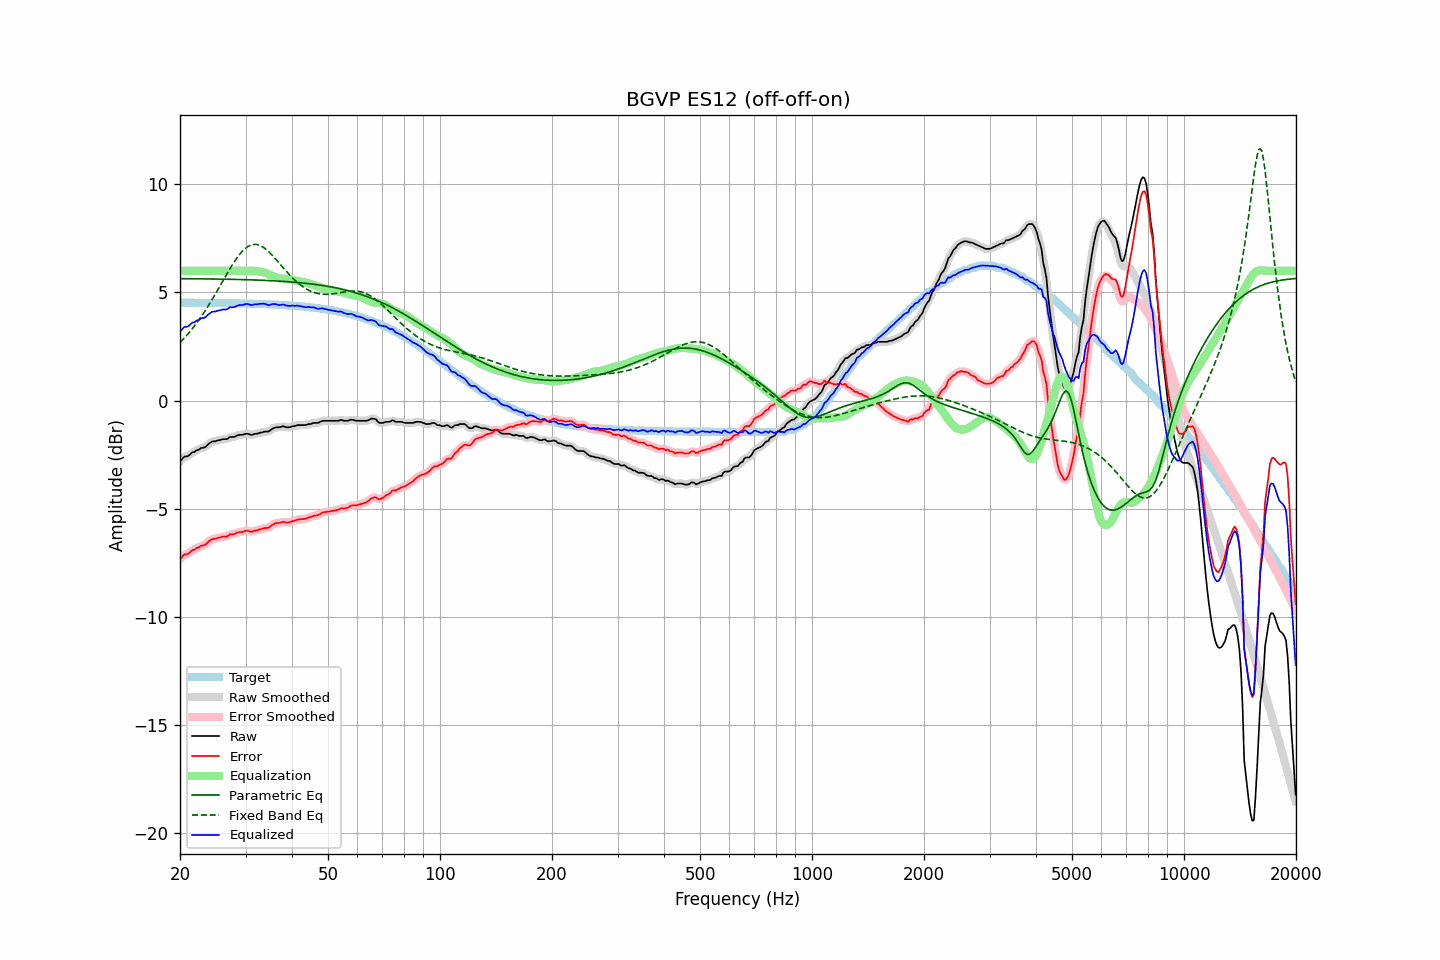 BGVP ES12 (off-off-on)
Amplitude (dBr)
10
5
0
−5
−10
−15
−20
Target
Raw Smoothed
Error Smoothed
Raw
Error
Equalization
Parametric Eq
Fixed Band Eq
Equalized
20 50 100 200 500 1000 2000 5000 10000 20000
Frequency (Hz)